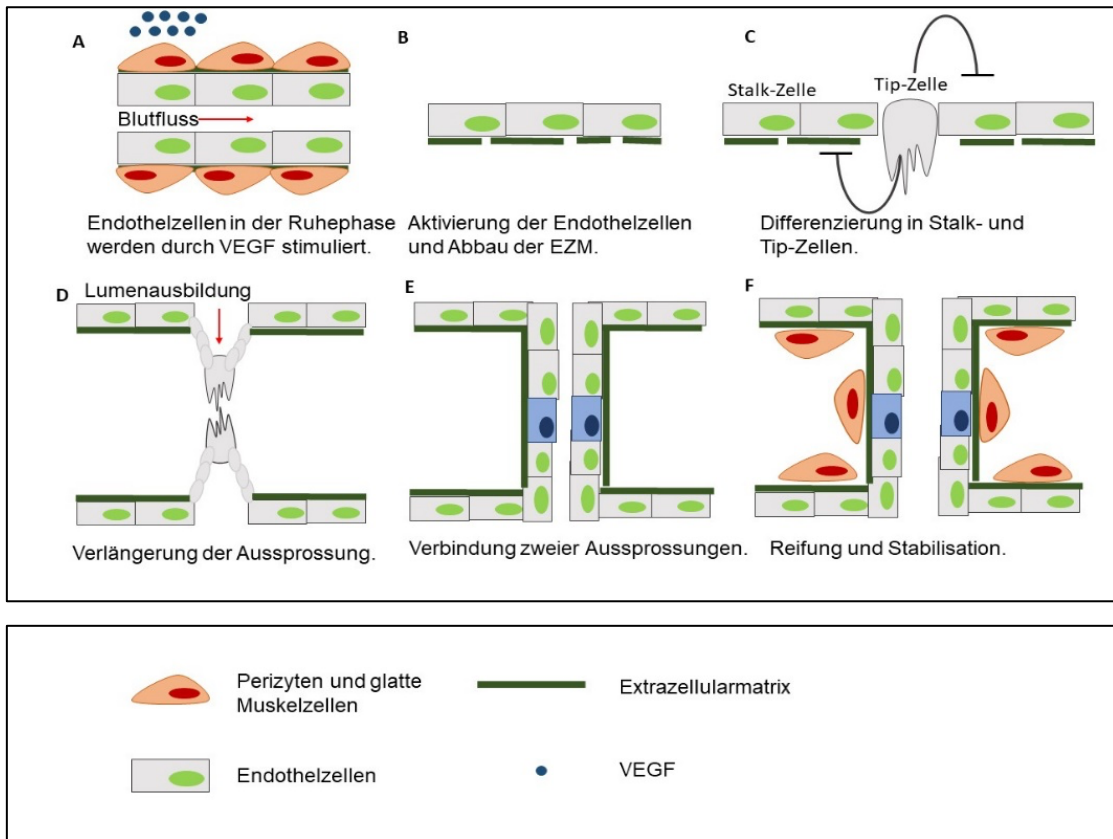 A
Blutfluss
Endothelzellen in der Ruhephase
werden durch VEGF stimuliert.
B
Aktivierung der Endothelzellen
und Abbau der EZM.
C
Stalk-Zelle
Tip-Zelle
Differenzierung in Stalk- und
Tip-Zellen.
D
Lumenausbildung
Verlängerung der Aussprossung.
E
Verbindung zweier Aussprossungen.
F
Reifung und Stabilisation.
Perizyten und glatte
Muskelzellen
Extrazellularmatrix
Endothelzellen
VEGF